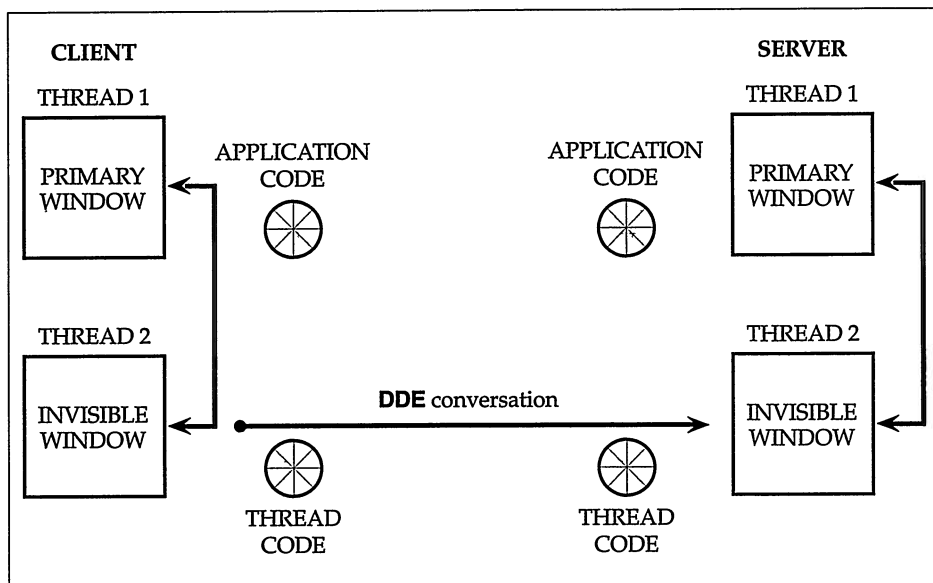 CLIENT
SERVER
THREAD 1
THREAD 1
PRIMARY
WINDOW
APPLICATION
CODE
APPLICATION
CODE
PRIMARY
WINDOW
THREAD 2
THREAD 2
INVISIBLE
WINDOW
DDE conversation
INVISIBLE
WINDOW
THREAD
CODE
THREAD
CODE